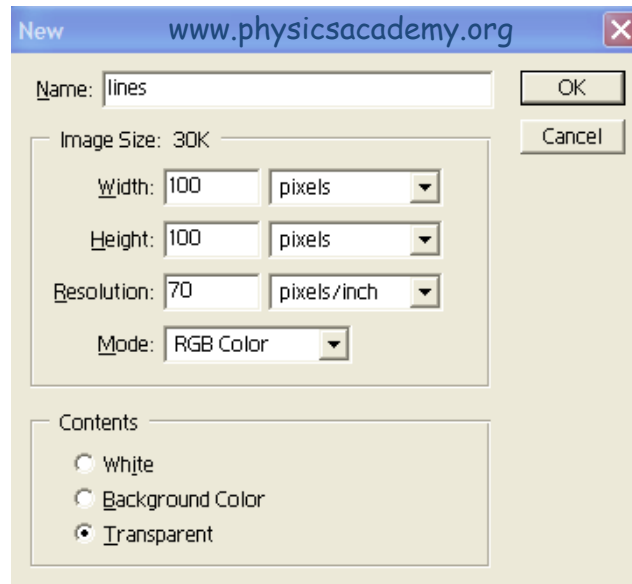 New www.physicsacademy.org
Name: lines OK
Image Size: 30K Cancel
Width: 100 pixels
Height: 100 pixels
Resolution: 70 pixels/inch
Mode: RGB Color
Contents
White
Background Color
Transparent